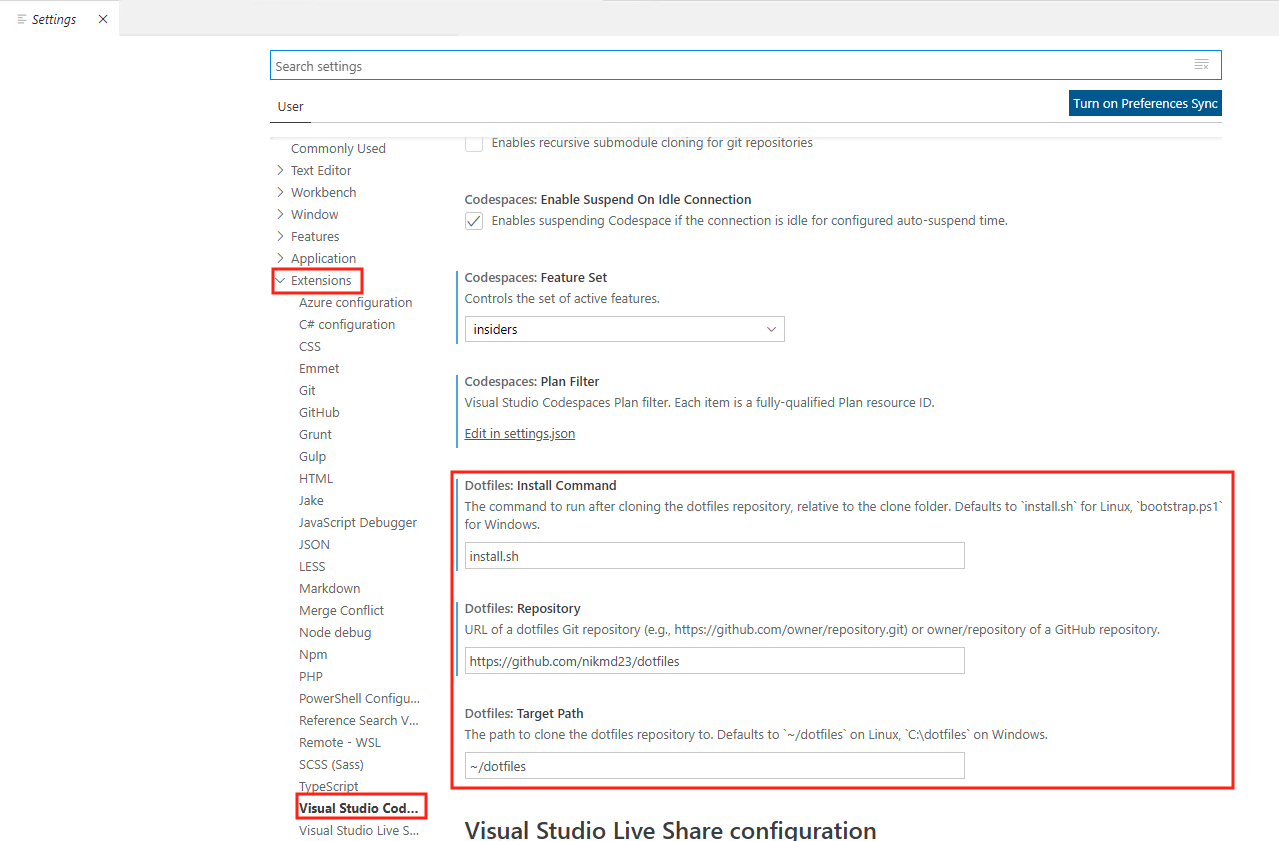 Settings
Search settings
User
Turn on Preferences Sync
Commonly Used
Text Editor
Workbench
Window
Features
Application
Extensions
Azure configuration
C# configuration
CSS
Emmet
Git
GitHub
Grunt
Gulp
HTML
Jake
JavaScript Debugger
JSON
LESS
Markdown
Merge Conflict
Node debug
Npm
PHP
PowerShell Configu...
Reference Search V...
Remote - WSL
SCSS (Sass)
TypeScript
Visual Studio Cod...
Visual Studio Live S...
Enables recursive submodule cloning for git repositories
Codespaces: Enable Suspend On Idle Connection
Enables suspending Codespace if the connection is idle for configured auto-suspend time.
Codespaces: Feature Set
Controls the set of active features.
insiders
Codespaces: Plan Filter
Visual Studio Codespaces Plan filter. Each item is a fully-qualified Plan resource ID.
Edit in settings.json
Dotfiles: Install Command
The command to run after cloning the dotfiles repository, relative to the clone folder. Defaults to `install.sh` for Linux, `bootstrap.ps1`
for Windows.
install.sh
Dotfiles: Repository
URL of a dotfiles Git repository (e.g., https://github.com/owner/repository.git) or owner/repository of a GitHub repository.
https://github.com/nikmd23/dotfiles
Dotfiles: Target Path
The path to clone the dotfiles repository to. Defaults to `~/dotfiles` on Linux, `C:\dotfiles` on Windows.
~/dotfiles
Visual Studio Live Share configuration